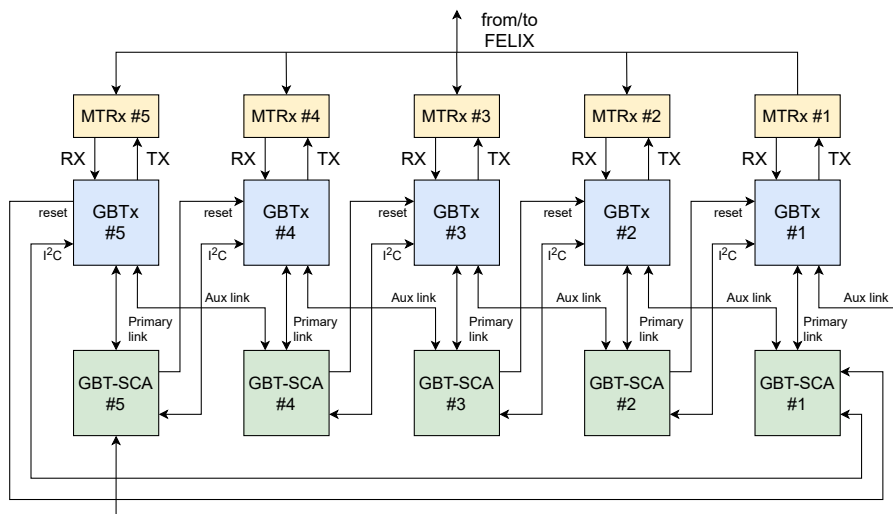 from/to
FELIX
MTRx #5
MTRx #4
MTRx #3
MTRx #2
MTRx #1
RX
TX
RX
TX
RX
TX
RX
TX
RX
TX
GBTx
#5
GBTx
#4
GBTx
#3
GBTx
#2
GBTx
#1
reset
reset
reset
reset
reset
I²C
I²C
I²C
I²C
I²C
Aux link
Aux link
Aux link
Aux link
Aux link
Primary
link
Primary
link
Primary
link
Primary
link
Primary
link
GBT-SCA
#5
GBT-SCA
#4
GBT-SCA
#3
GBT-SCA
#2
GBT-SCA
#1